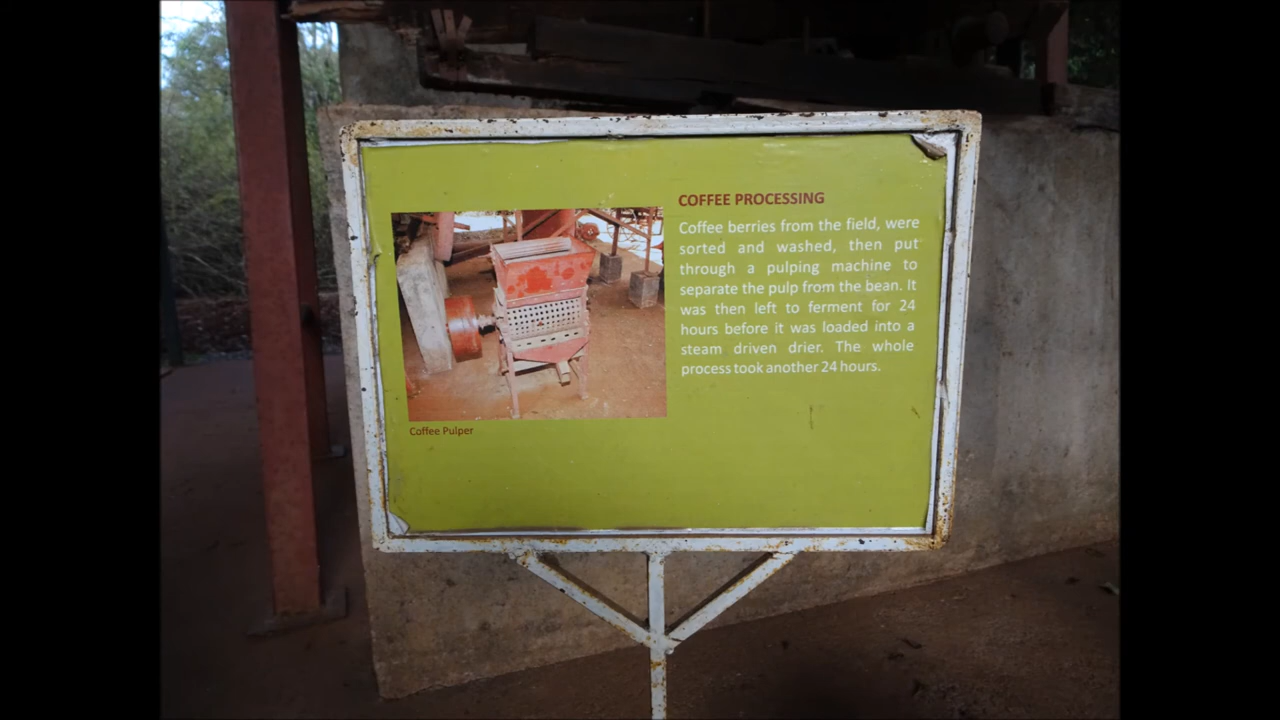 COFFEE PROCESSING
Coffee berries from the field, were
sorted and washed, then put
through a pulping machine to
separate the pulp from the bean. It
was then left to ferment for 24
hours before it was loaded into a
steam driven drier. The whole
process took another 24 hours.
Coffee Pulper